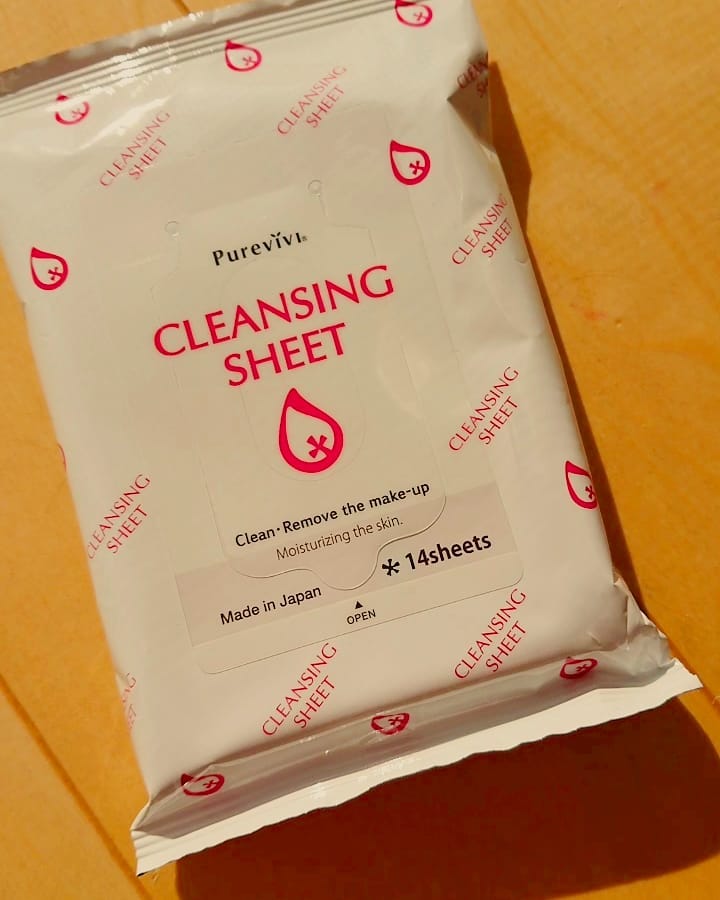 CLEANSING
SHEET
CLEANSING
SHEET
CLEANSING
SHEET
Purevivi®
CLEANSING
SHEET
CLEANSING
SHEET
CLEANSING
SHEET
Clean・Remove the make-up
Moisturizing the skin.
*14sheets
Made in Japan
▲
OPEN
CLEANSING
SHEET
CLEANSING
SHEET